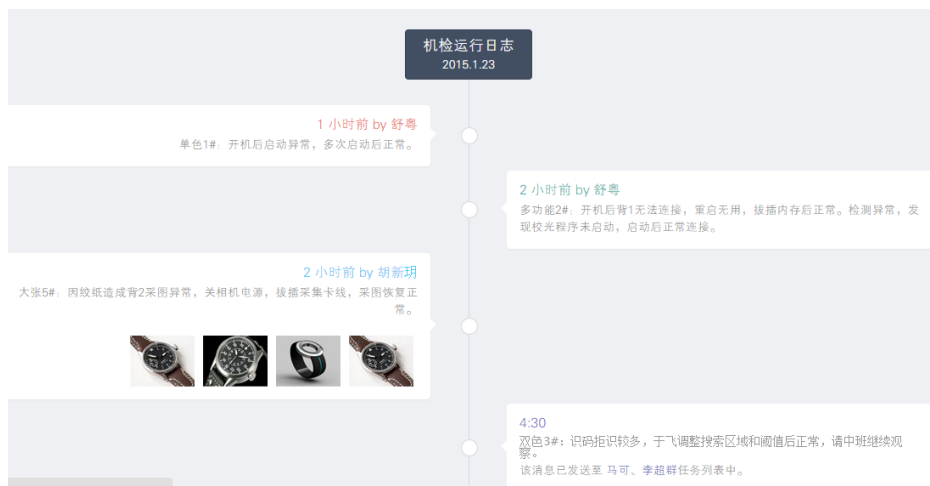 机检运行日志
2015.1.23
1 小时前 by 舒粤
单色1#：开机后启动异常，多次启动后正常。
2 小时前 by 舒粤
多功能2#：开机后背1无法连接，重启无用，拔插内存后正常。检测异常，发
现校光程序未启动，启动后正常连接。
2 小时前 by 胡新玥
大张5#：因绞纸造成背2采图异常，关相机电源，拔插采集卡线，采图恢复正
常。
4:30
双色3#：识码拒识较多，于飞调整搜索区域和阈值后正常，请中班继续观
察。
该消息已发送至 马可、李超群任务列表中。